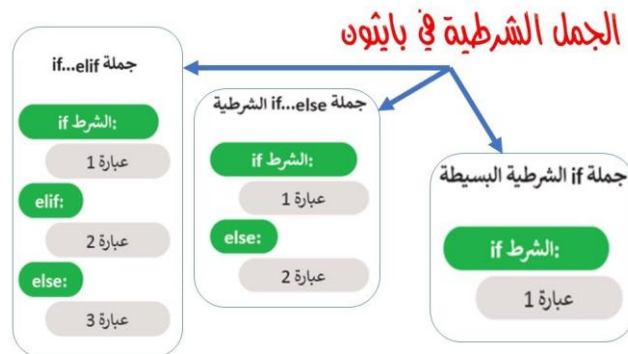 الجمل الشرطية في بايثون
جملة if الشرطية البسيطة
if الشرط:
عبارة 1
جملة if...else الشرطية
if الشرط:
عبارة 1
else:
عبارة 2
جملة if...elif
if الشرط:
عبارة 1
elif:
عبارة 2
else:
عبارة 3